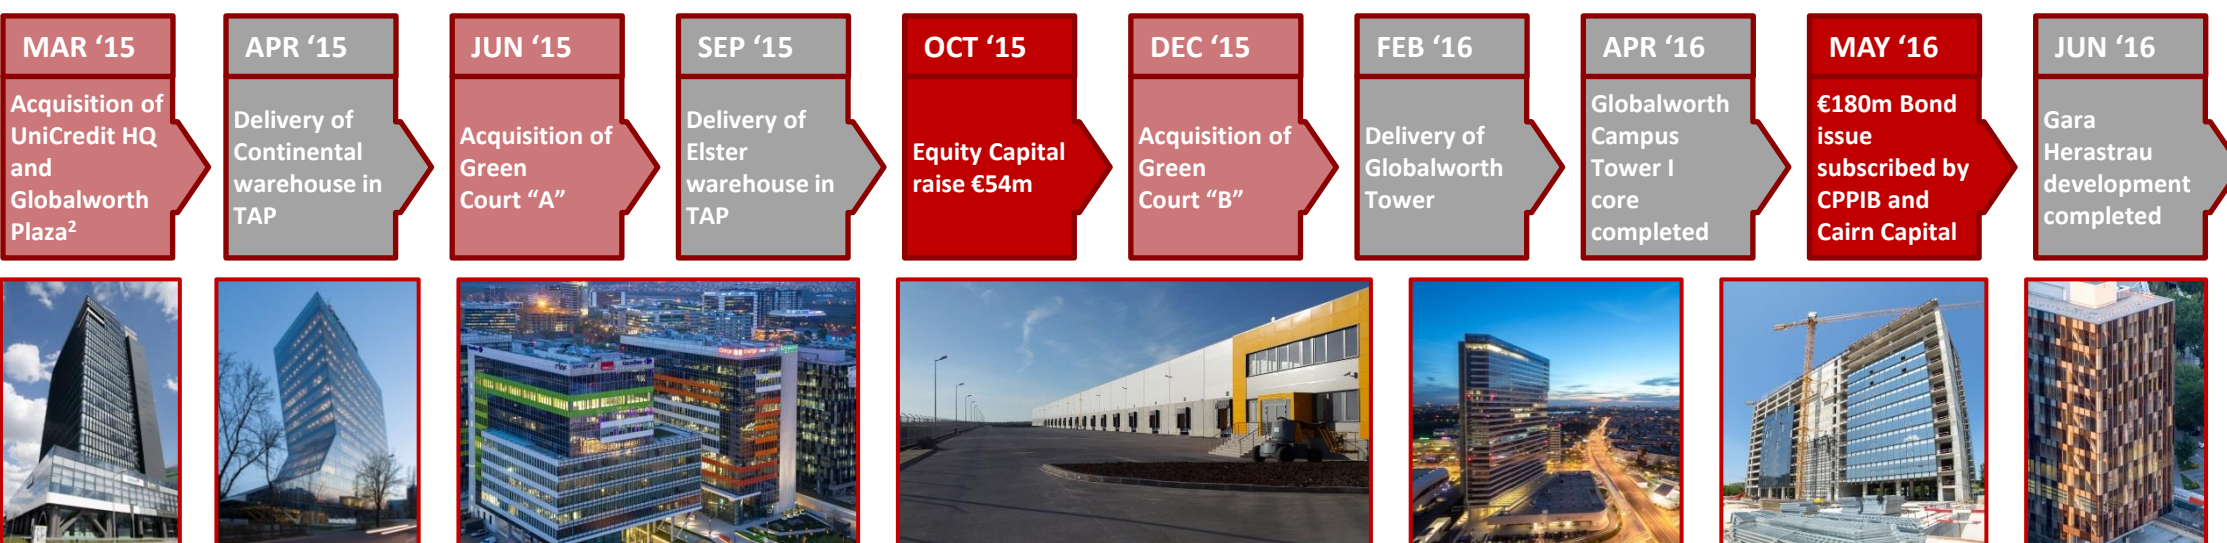 MAR ‘15
Acquisition of
UniCredit HQ
and
Globalworth
Plaza²
APR ‘15
Delivery of
Continental
warehouse in
TAP
JUN ‘15
Acquisition of
Green
Court “A”
SEP ‘15
Delivery of
Elster
warehouse in
TAP
OCT ‘15
Equity Capital
raise €54m
DEC ‘15
Acquisition of
Green
Court “B”
FEB ‘16
Delivery of
Globalworth
Tower
APR ‘16
Globalworth
Campus
Tower I
core
completed
MAY ‘16
€180m Bond
issue
subscribed by
CPPIB and
Cairn Capital
JUN ‘16
Gara
Herastrau
development
completed